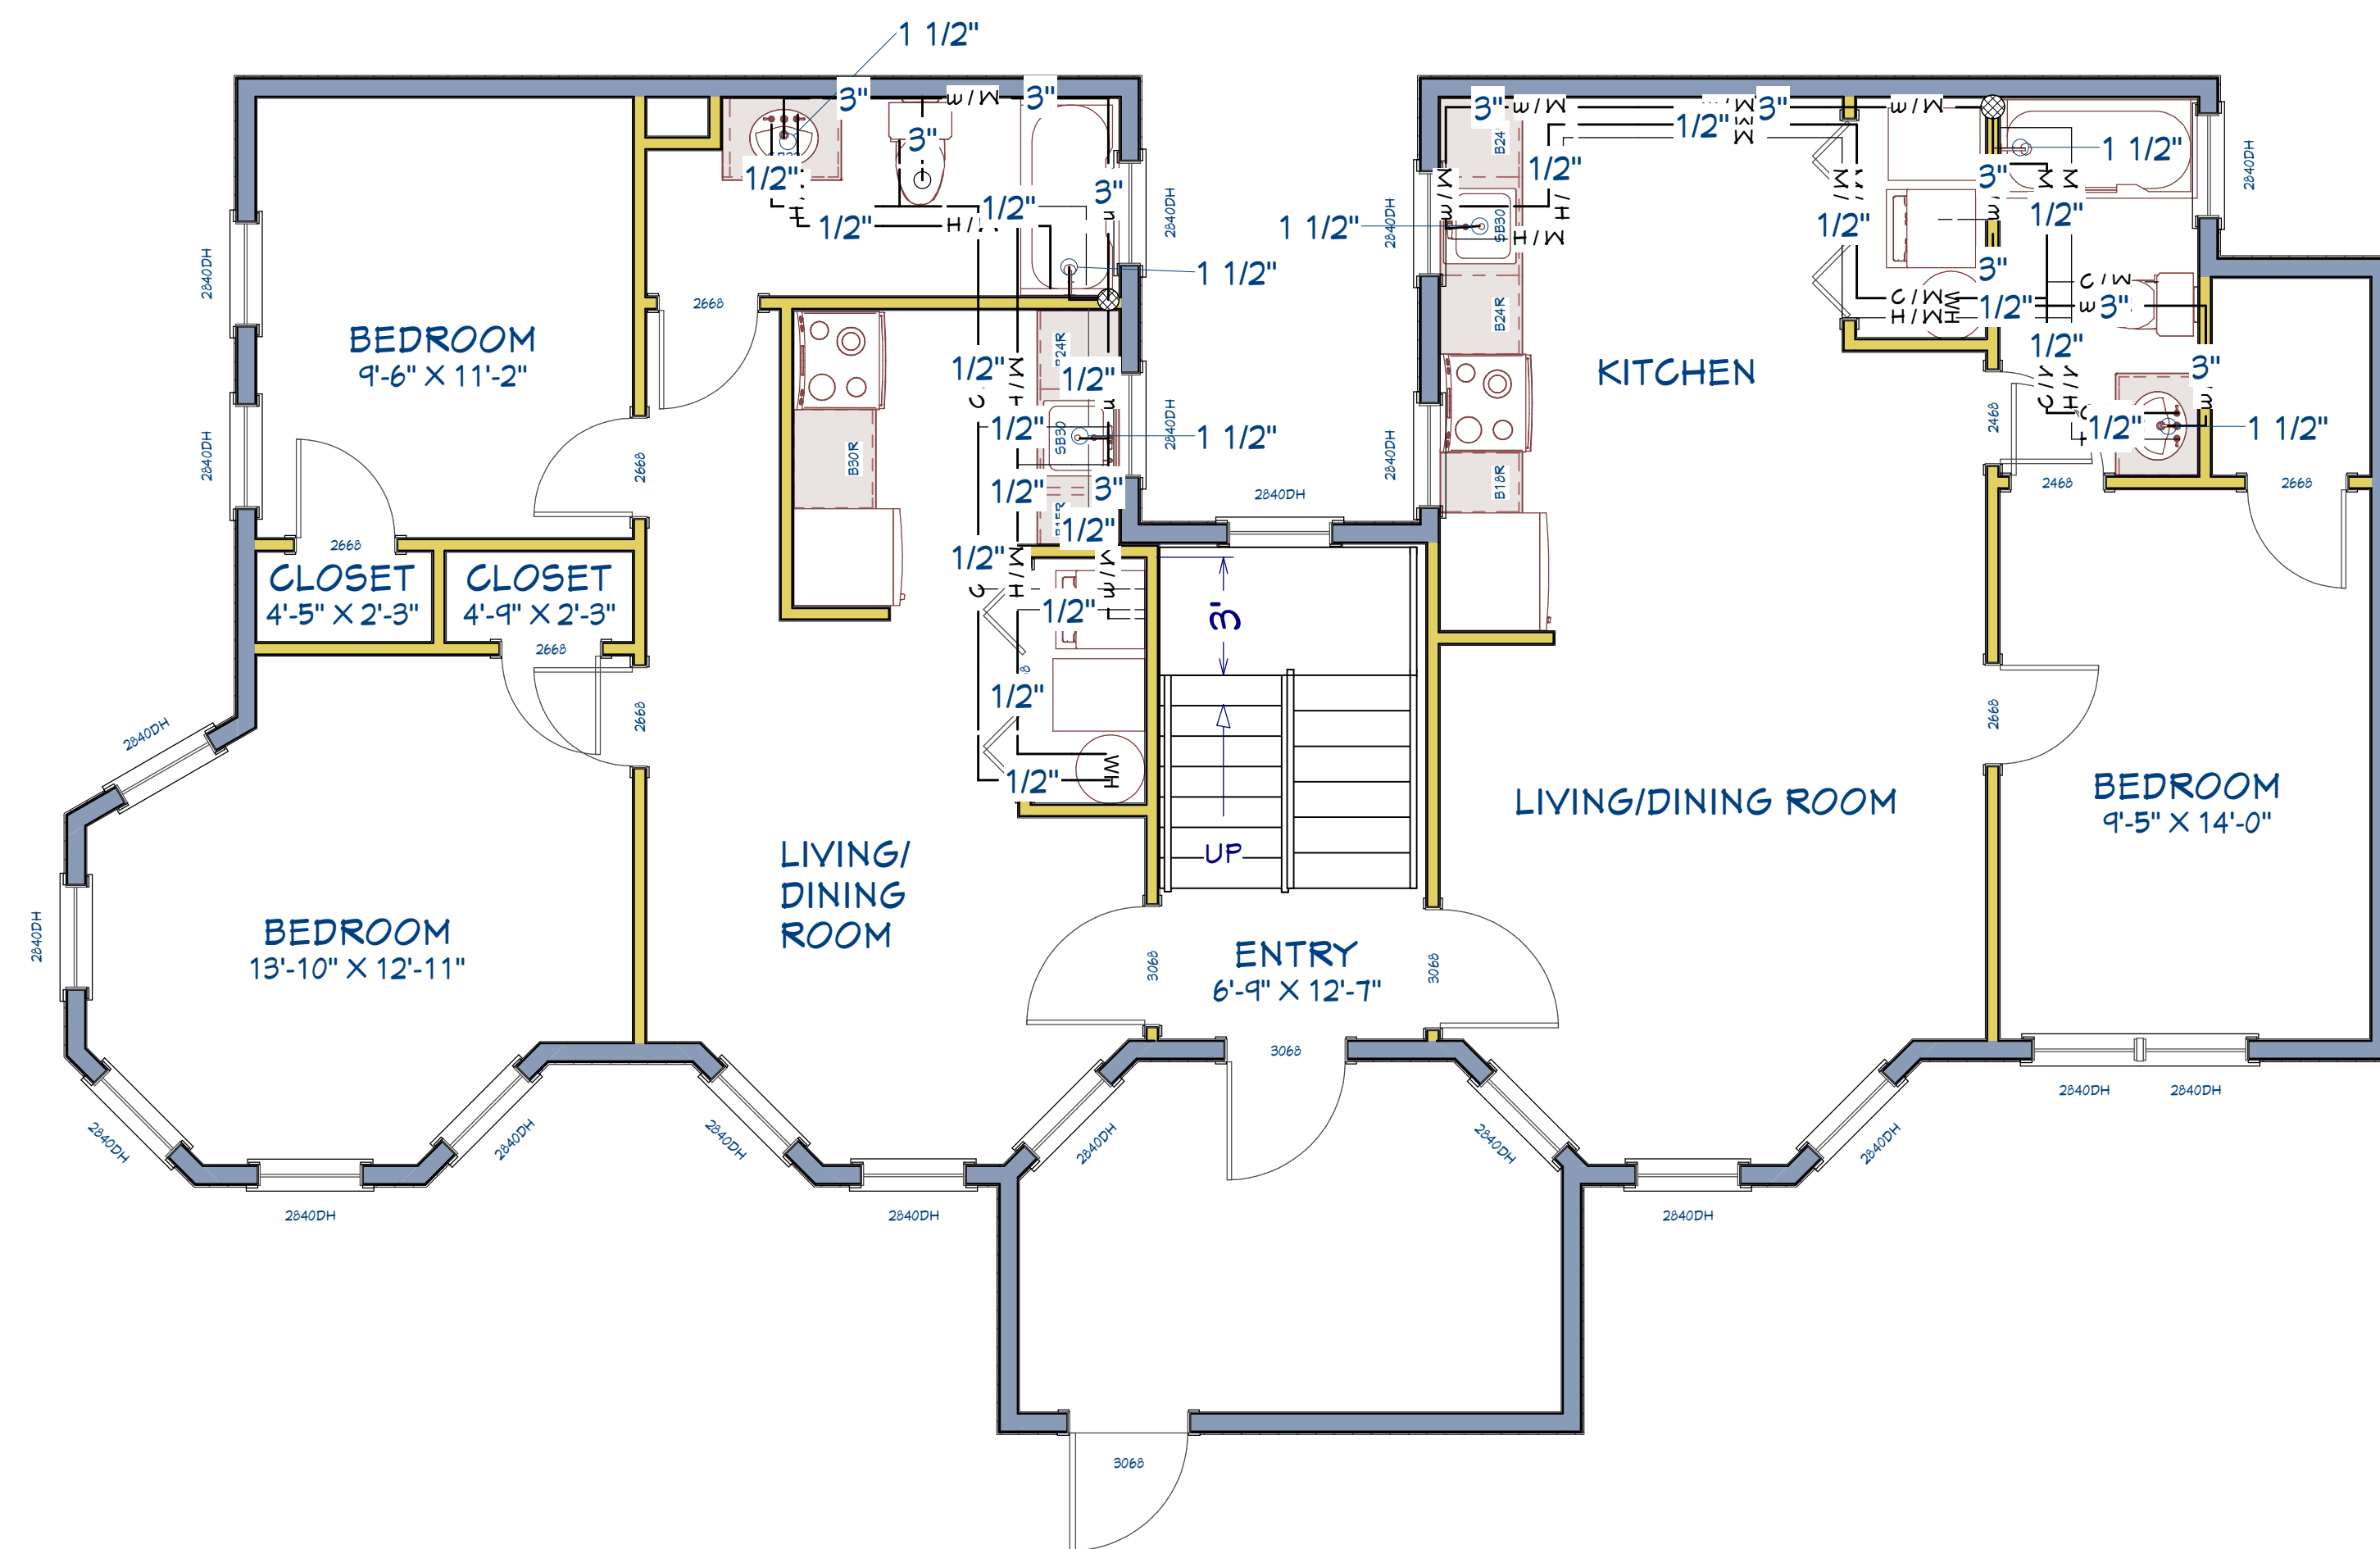 1 1/2"
3"
3"
3"
1/2"
1/2"
1/2"
3"
1 1/2"
2840DH
2840DH
2840DH
2840DH
BEDROOM
9'-6" X 11'-2"
2668
2668
2668
CLOSET
4'-5" X 2'-3"
CLOSET
4'-9" X 2'-3"
2668
2668
B30R
SB30
1/2"
1/2"
1/2"
1 1/2"
1/2"
3"
1/2"
1/2"
1/2"
1/2"
1/2"
WH
M/H
M/H
2840DH
3'
UP
3"
3"
1/2"
1/2"
1 1/2"
2840DH
2840DH
SB30
B24R
B18R
M/H
KITCHEN
1/2"
3"
3"
1 1/2"
1/2"
1/2"
3"
1/2"
3"
1/2"
1 1/2"
WH
M/C
M/H
2840DH
2468
2468
2668
2668
2840DH
2840DH
BEDROOM
13'-10" X 12'-11"
LIVING/
DINING
ROOM
LIVING/DINING ROOM
BEDROOM
9'-5" X 14'-0"
ENTRY
6'-9" X 12'-7"
3068
3068
3068
2840DH
2840DH
2840DH
2840DH
2840DH
2840DH
2840DH
2840DH
2840DH
2840DH
2840DH
3068